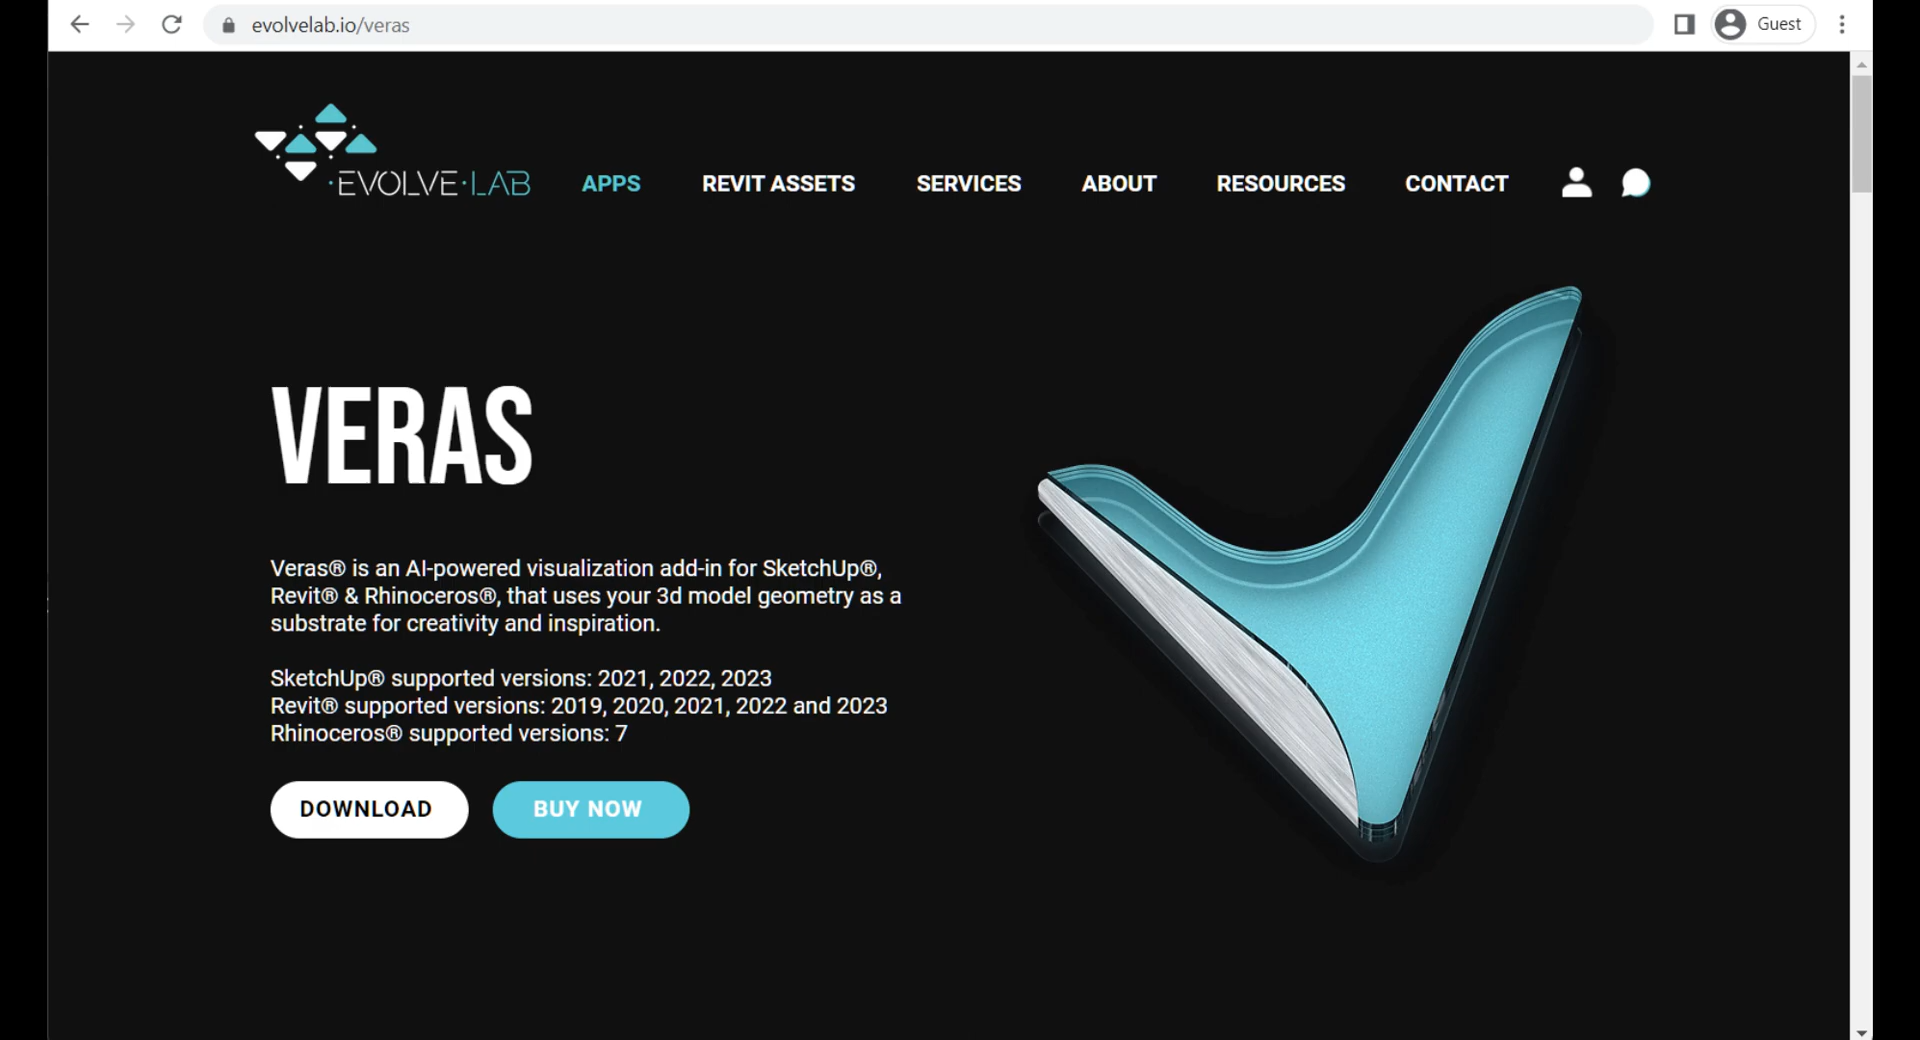 evolvelab.io/veras
Guest
·EVOLVE·LAB
APPS
REVIT ASSETS
SERVICES
ABOUT
RESOURCES
CONTACT
VERAS
Veras® is an AI-powered visualization add-in for SketchUp®,
Revit® & Rhinoceros®, that uses your 3d model geometry as a
substrate for creativity and inspiration.
SketchUp® supported versions: 2021, 2022, 2023
Revit® supported versions: 2019, 2020, 2021, 2022 and 2023
Rhinoceros® supported versions: 7
DOWNLOAD
BUY NOW